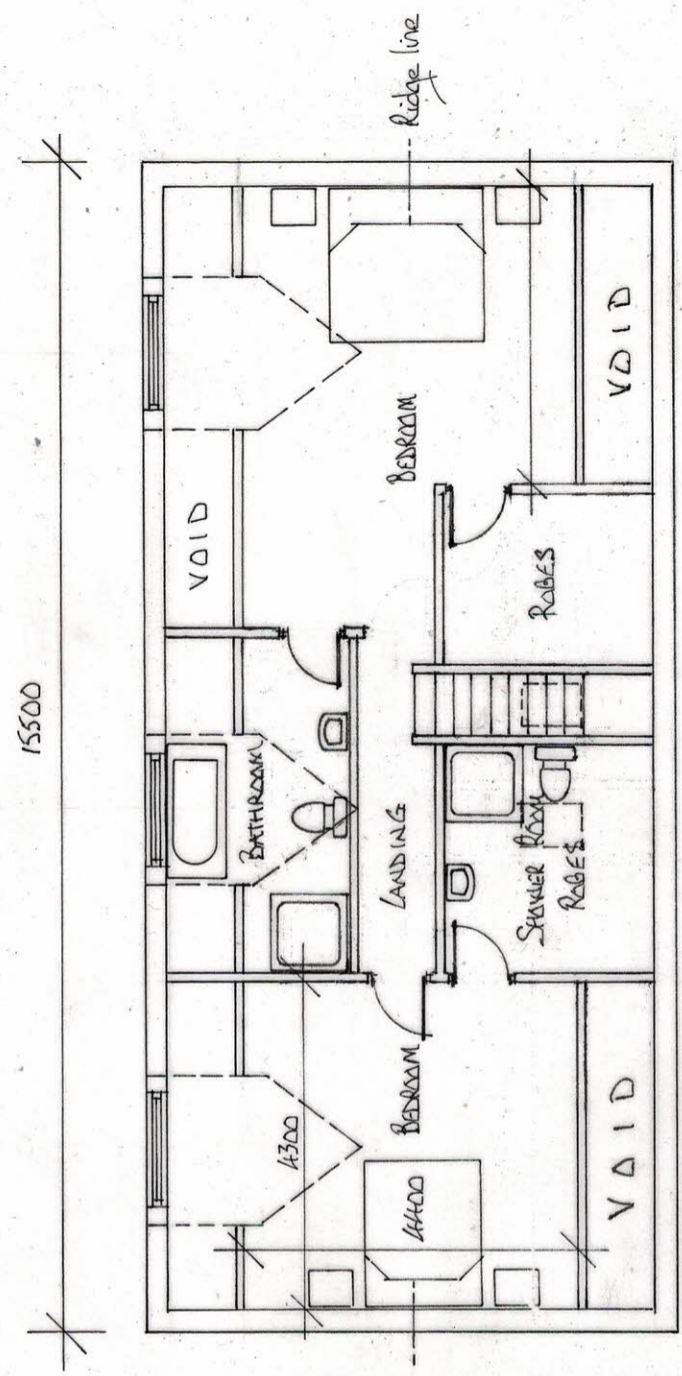 15500
Ridge line
VOID
BEDROOM
VOID
ROBES
BATHROOM
LANDING
SHOWER ROOM
ROBES
4300
BEDROOM
4400
VOID